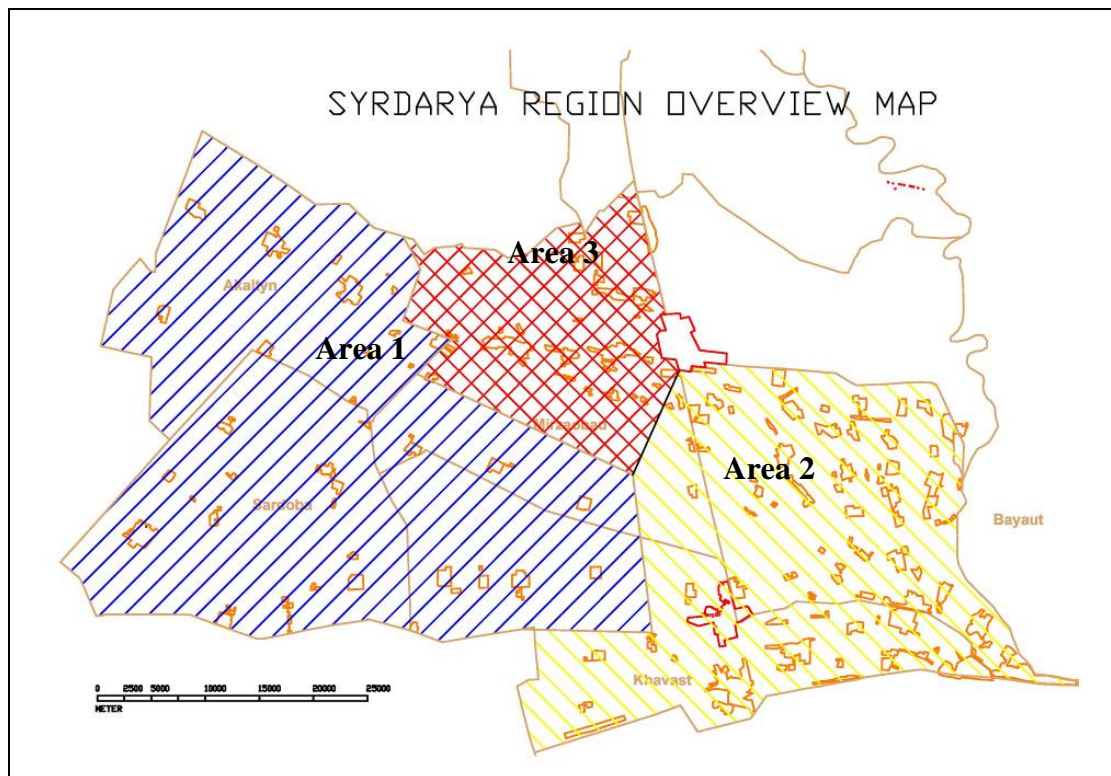 SYRDARYA REGION OVERVIEW MAP
Area 3
Akaltyn
Area 1
Mirzaobad
Area 2
Sardoba
Bayaut
Khavast
0 2500 5000 10000 15000 20000 25000
METER